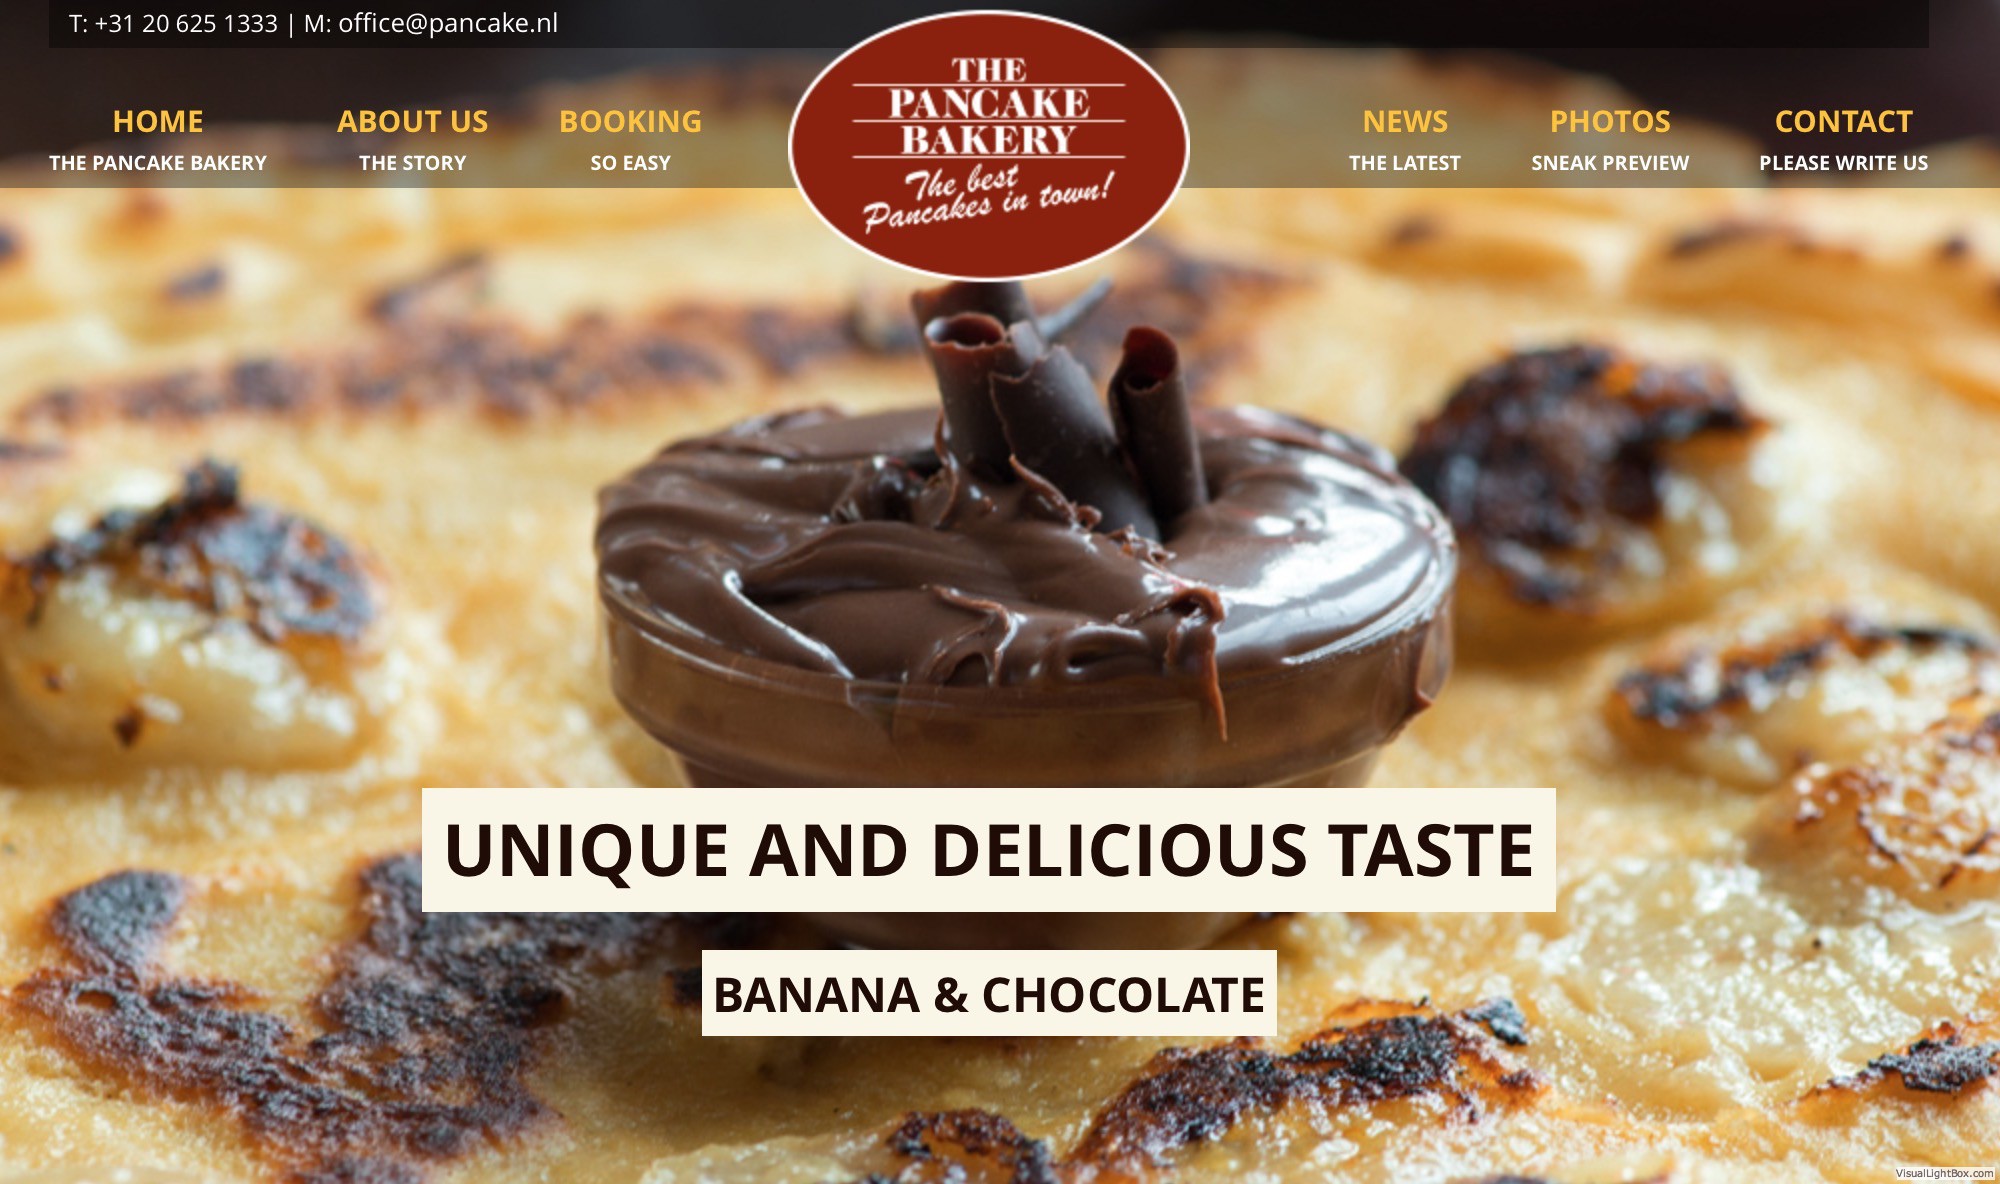 T: +31 20 625 1333 | M: office@pancake.nl
HOME
THE PANCAKE BAKERY
ABOUT US
THE STORY
BOOKING
SO EASY
THE
PANCAKE
BAKERY
The best
Pancakes in town!
NEWS
THE LATEST
PHOTOS
SNEAK PREVIEW
CONTACT
PLEASE WRITE US
UNIQUE AND DELICIOUS TASTE
BANANA & CHOCOLATE
VisualLightBox.com